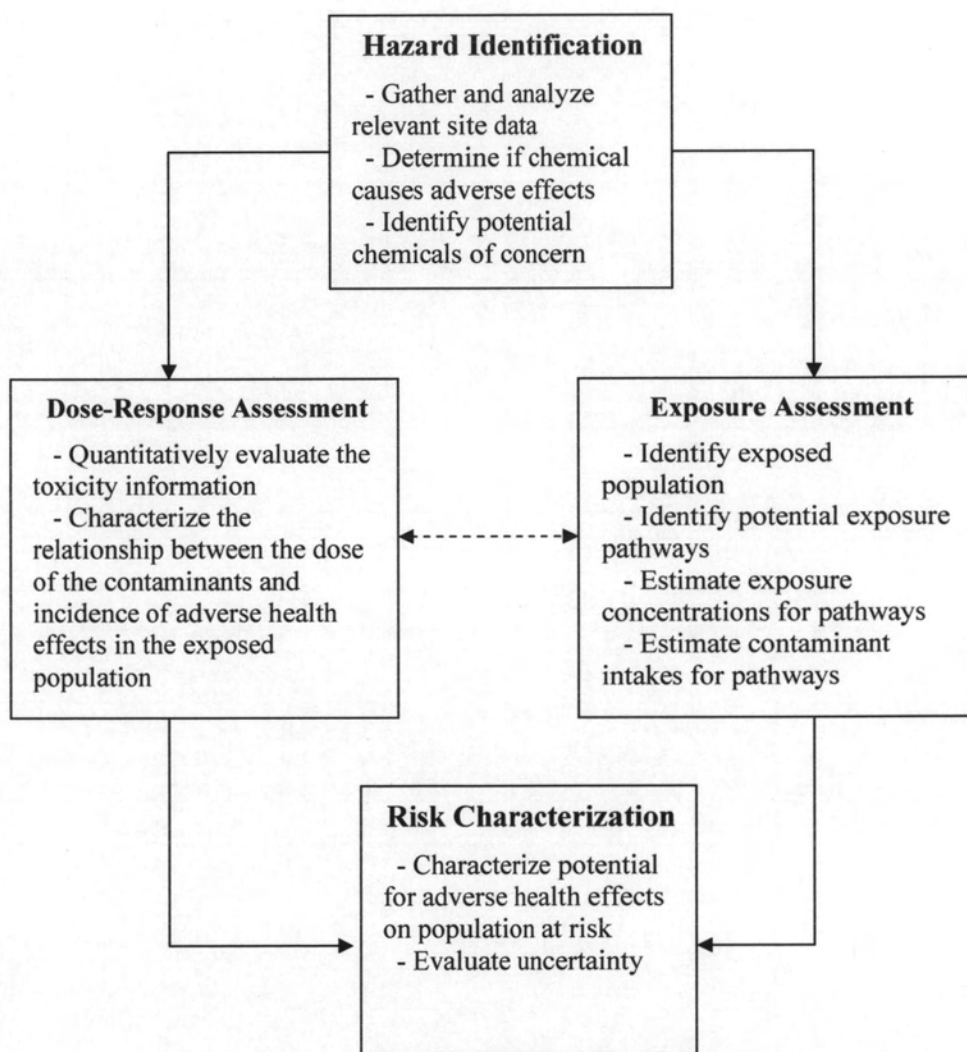 Hazard Identification
- Gather and analyze
relevant site data
- Determine if chemical
causes adverse effects
- Identify potential
chemicals of concern
Dose-Response Assessment
- Quantitatively evaluate the
toxicity information
- Characterize the
relationship between the dose
of the contaminants and
incidence of adverse health
effects in the exposed
population
Exposure Assessment
- Identify exposed
population
- Identify potential exposure
pathways
- Estimate exposure
concentrations for pathways
- Estimate contaminant
intakes for pathways
Risk Characterization
- Characterize potential
for adverse health effects
on population at risk
- Evaluate uncertainty